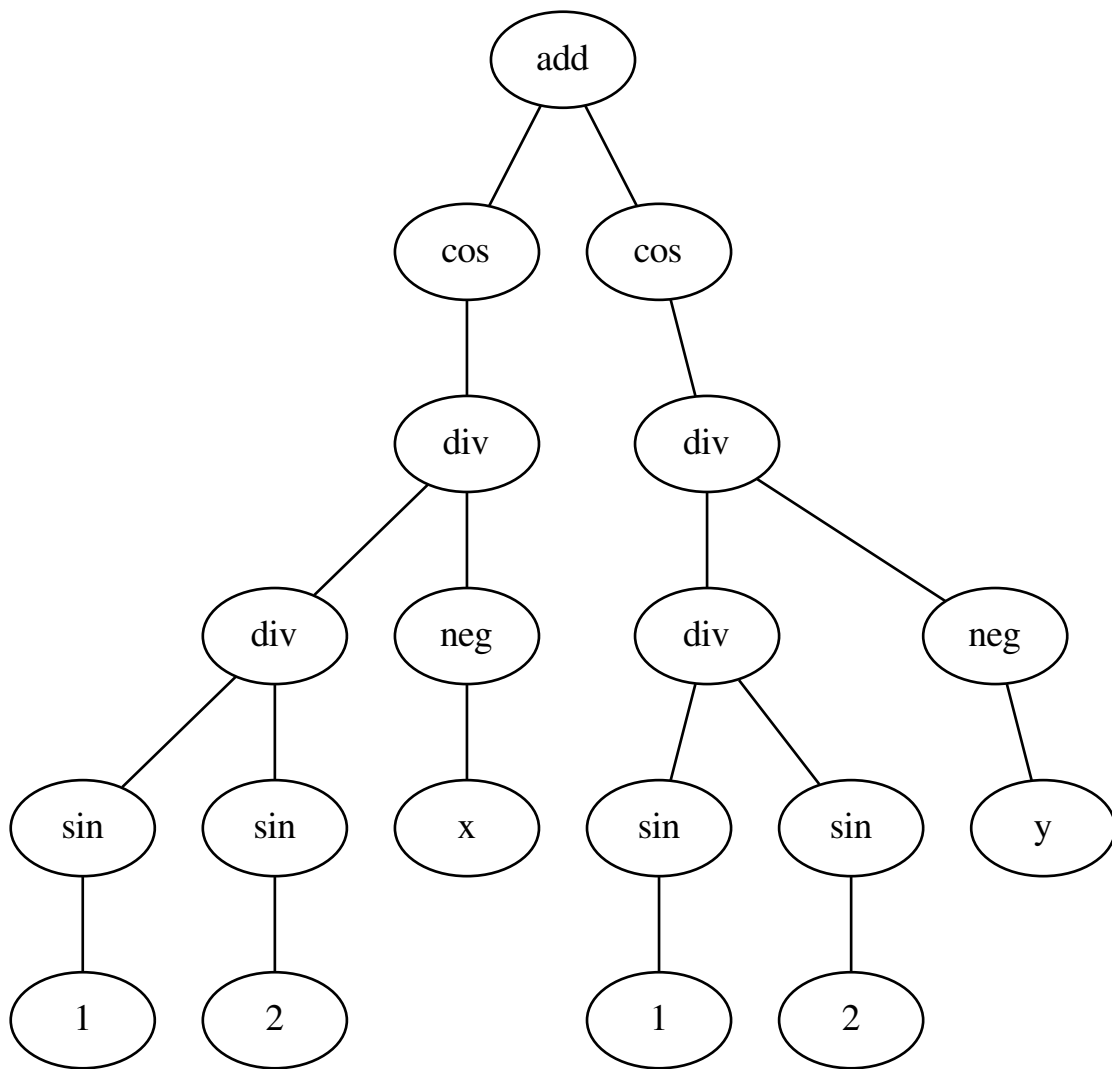 add
cos cos
div div
div neg div neg
sin sin x sin sin y
1 2 1 2